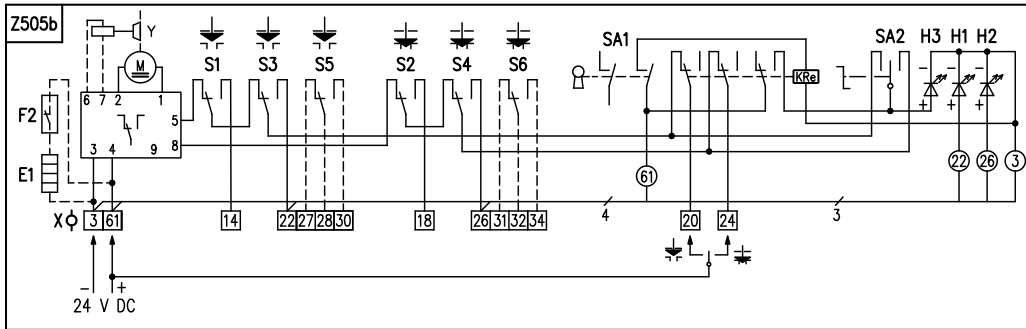 Z505b
Y
M
6 7 2 1
5
8
3 4 9
F2
E1
S1 S3 S5 S2 S4 S6
SA1
KRe
SA2 H3 H1 H2
- - -
+ + +
61
22 26 3
4
3
X 3 61 14 22 27 28 30 18 26 31 32 34 20 24
- +
24 V DC